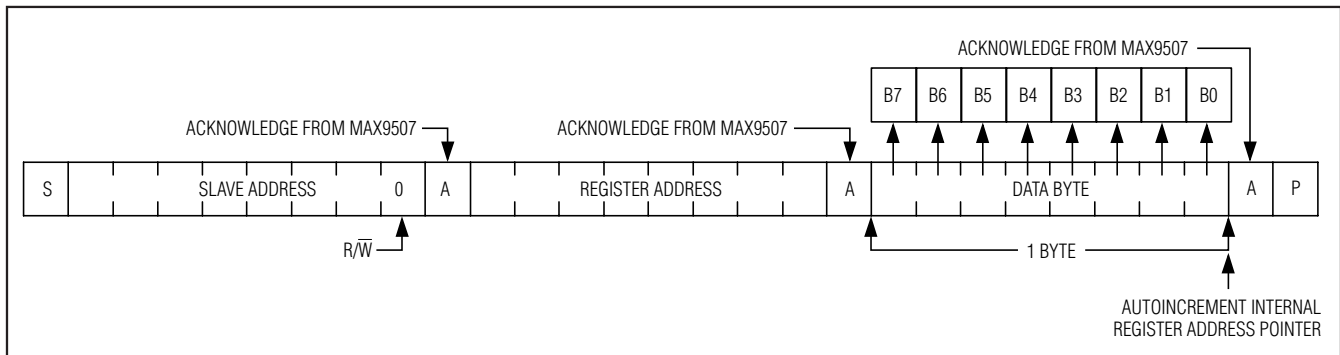 ACKNOWLEDGE FROM MAX9507
B7 B6 B5 B4 B3 B2 B1 B0
ACKNOWLEDGE FROM MAX9507 ACKNOWLEDGE FROM MAX9507
S SLAVE ADDRESS 0 A REGISTER ADDRESS A DATA BYTE A P
R/W̅ 1 BYTE
AUTOINCREMENT INTERNAL
REGISTER ADDRESS POINTER